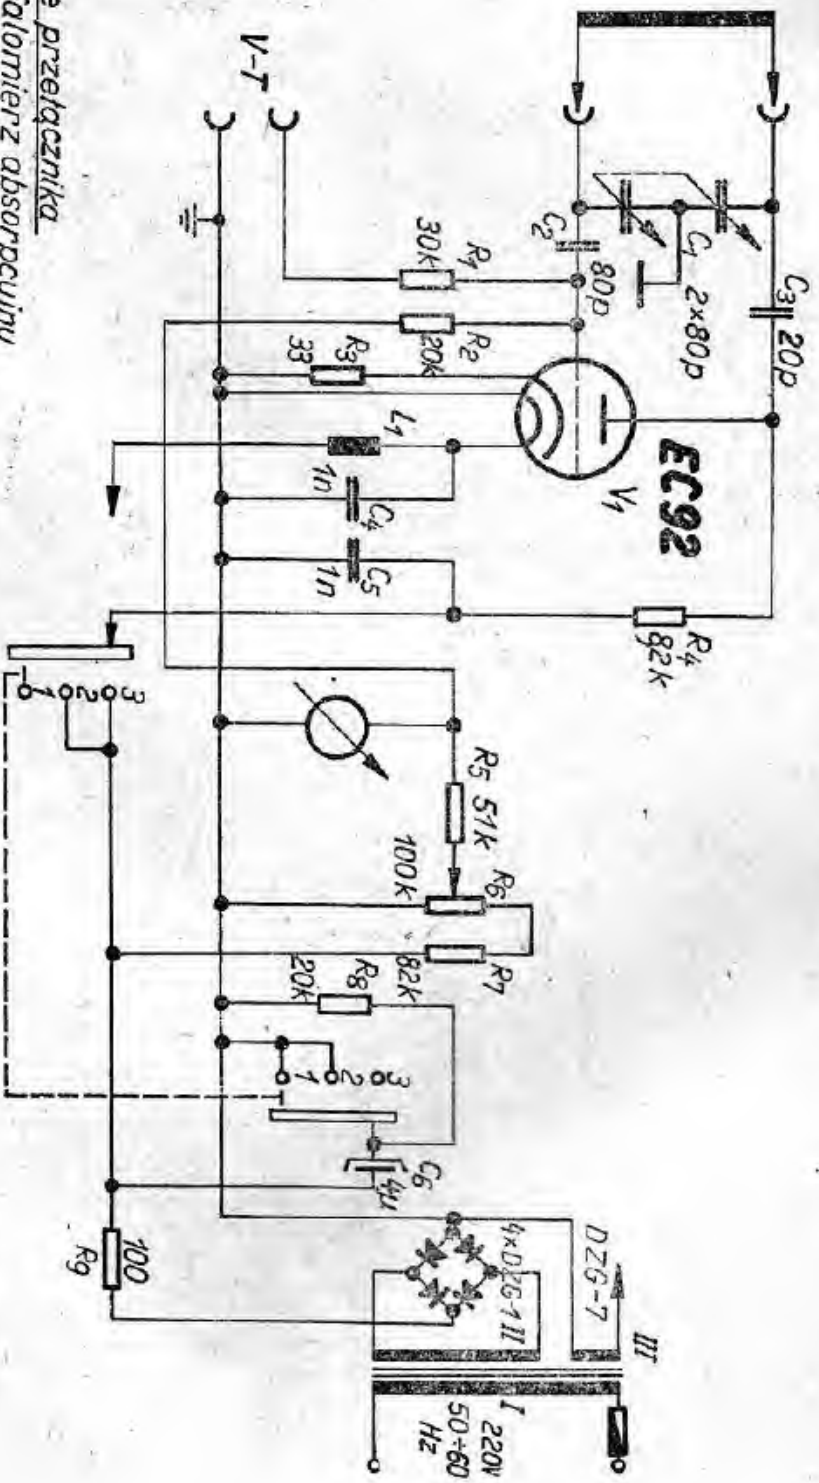 C3 20p
C1 2×80p
C2 80p
R1 30k
R2 20k
V-T
R3 33
V1
EC92
L1
1n C4
1n C5
R4 82k
R5 51k
R6 100k
R7 82k
R8 20k
1 2 3
1 2 3
C6 4μ
R9 100
4×DZG-1
II
DZG-7
III
I 220V
50÷60
Hz
e przełącznika
falomierz absorpcyjny